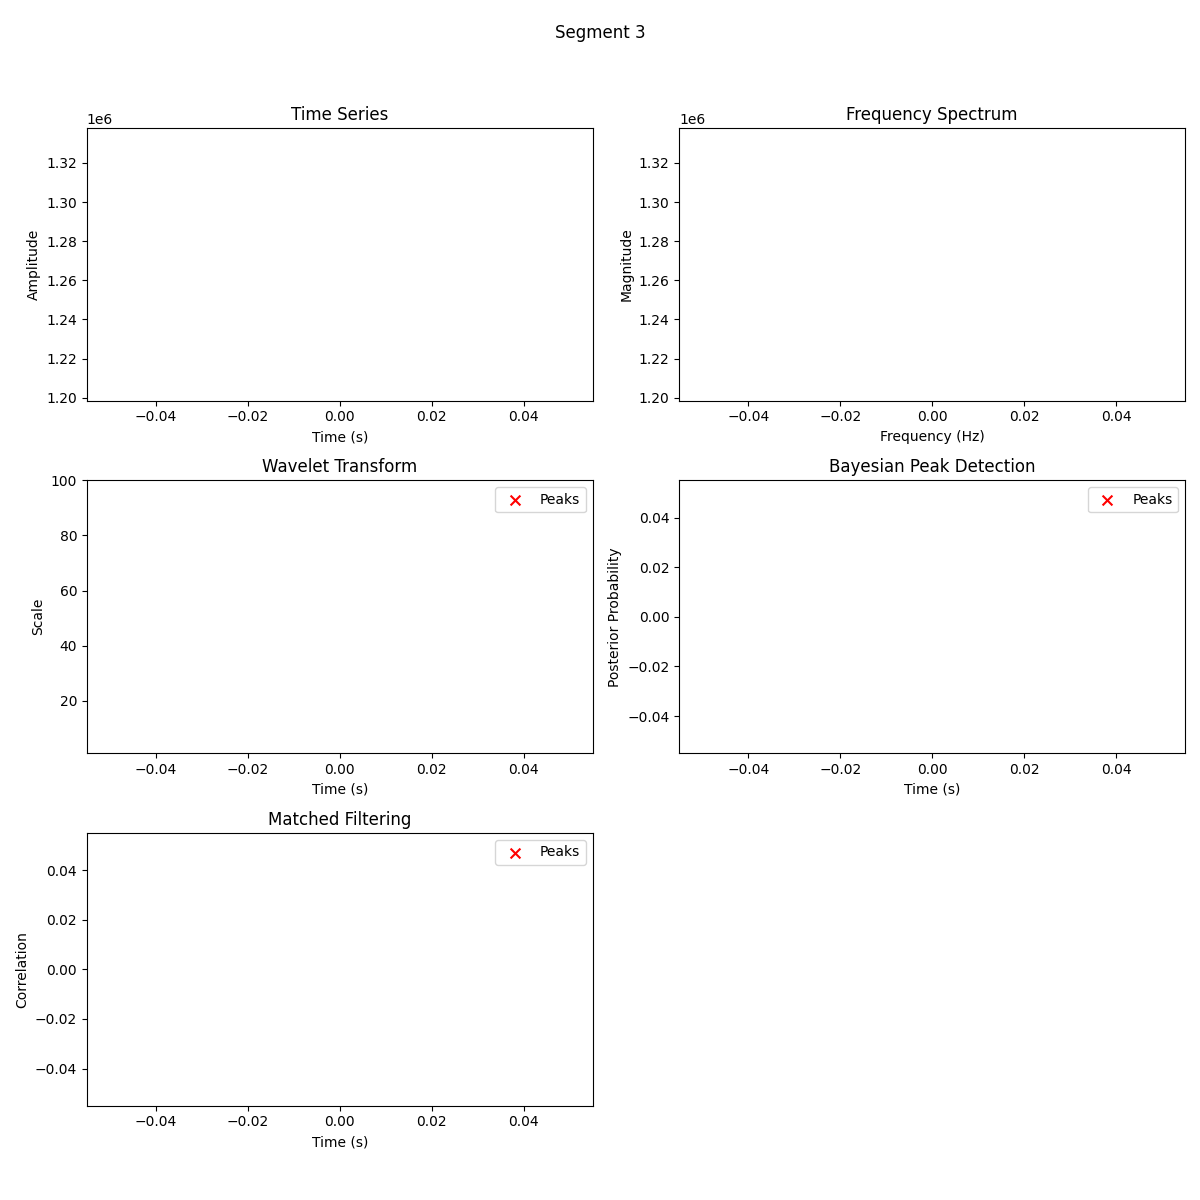 Segment 3
Time Series
1e6
1.32
1.30
1.28
1.26
1.24
1.22
1.20
Amplitude
−0.04 −0.02 0.00 0.02 0.04
Time (s)
Frequency Spectrum
1e6
1.32
1.30
1.28
1.26
1.24
1.22
1.20
Magnitude
−0.04 −0.02 0.00 0.02 0.04
Frequency (Hz)
Wavelet Transform
Peaks
100
80
60
40
20
Scale
−0.04 −0.02 0.00 0.02 0.04
Time (s)
Bayesian Peak Detection
Peaks
0.04
0.02
0.00
−0.02
−0.04
Posterior Probability
−0.04 −0.02 0.00 0.02 0.04
Time (s)
Matched Filtering
Peaks
0.04
0.02
0.00
−0.02
−0.04
Correlation
−0.04 −0.02 0.00 0.02 0.04
Time (s)